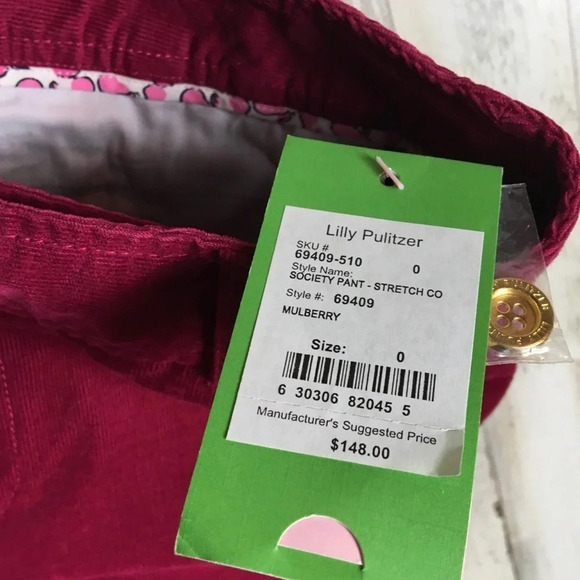 Lilly Pulitzer
SKU #
69409-510 0
Style Name:
SOCIETY PANT - STRETCH CO
Style #: 69409
MULBERRY
Size: 0
6 30306 82045 5
Manufacturer's Suggested Price
$148.00